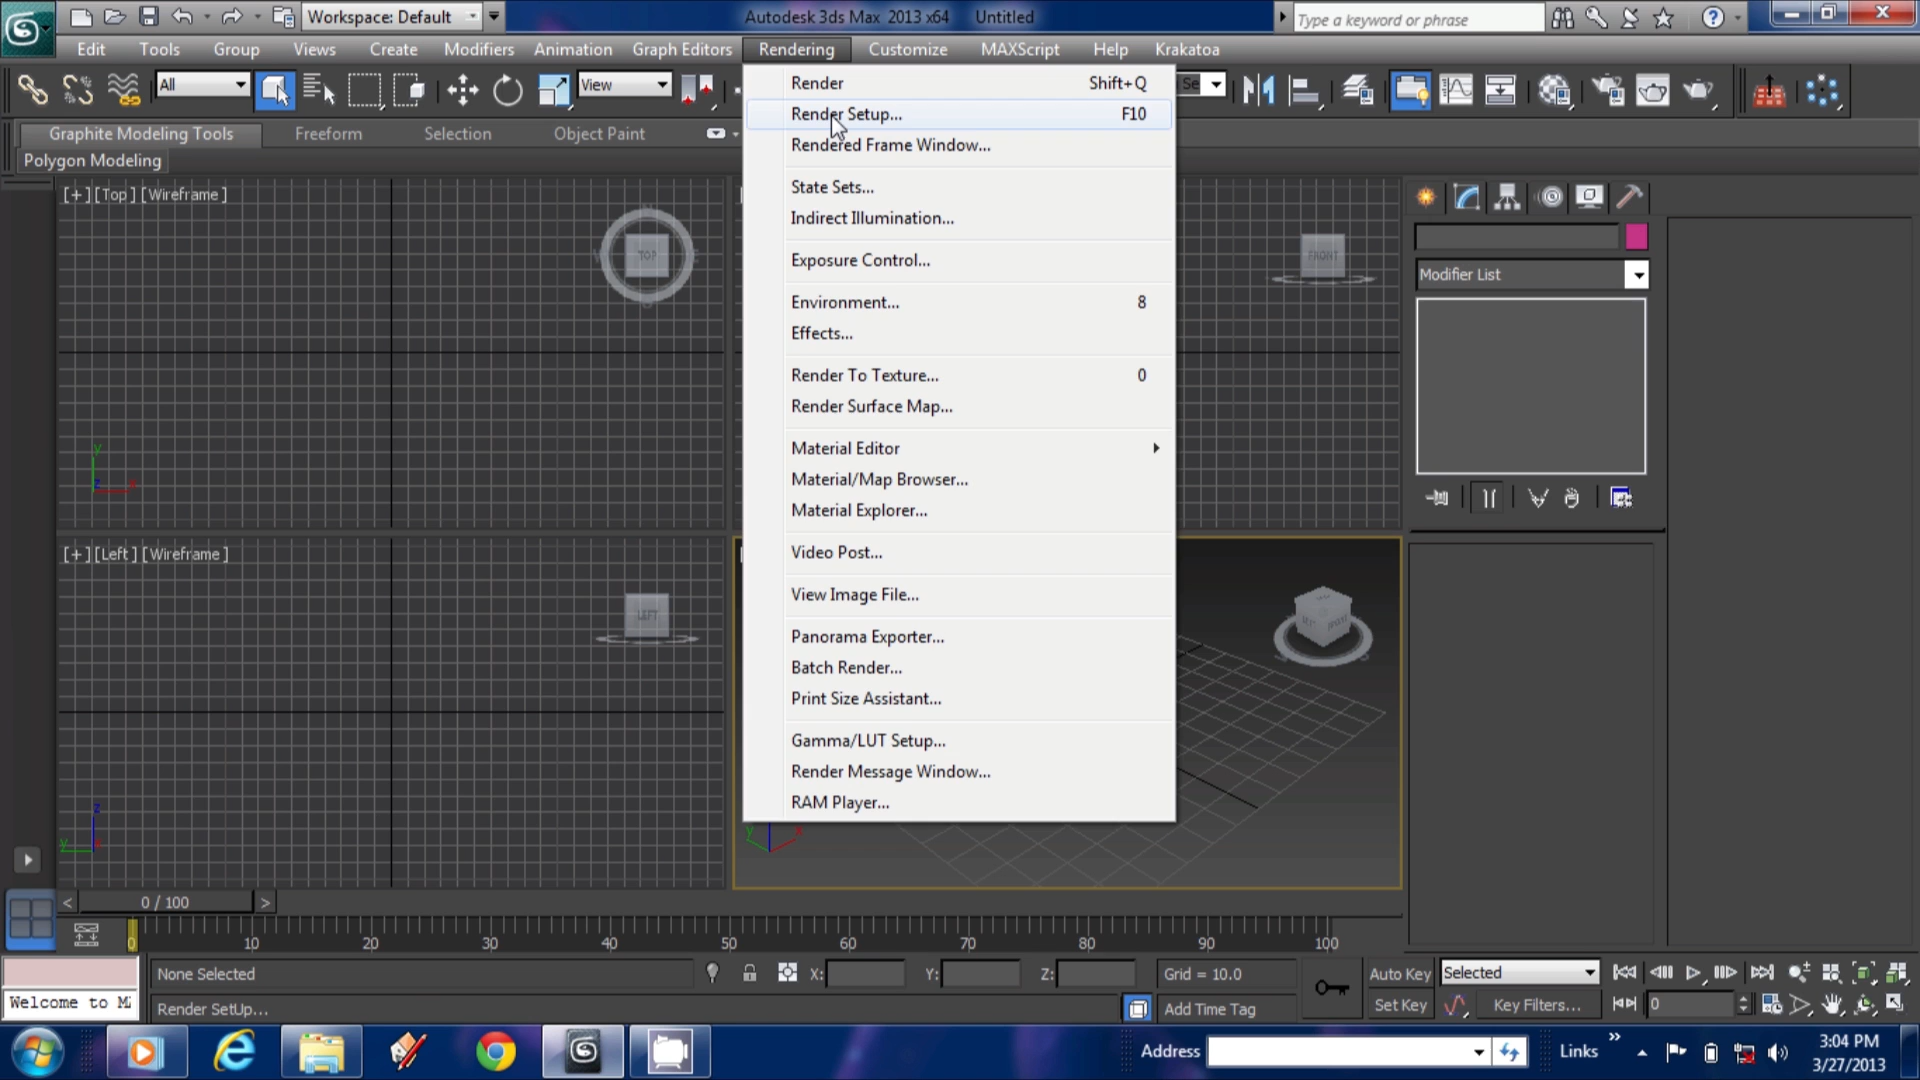 Workspace: Default
Autodesk 3ds Max 2013 x64 Untitled
Type a keyword or phrase
Edit Tools Group Views Create Modifiers Animation Graph Editors Rendering Customize MAXScript Help Krakatoa
All
View
Se
Graphite Modeling Tools Freeform Selection Object Paint
Polygon Modeling
Render Shift+Q
Render Setup... F10
Rendered Frame Window...
State Sets...
Indirect Illumination...
Exposure Control...
Environment... 8
Effects...
Render To Texture... 0
Render Surface Map...
Material Editor
Material/Map Browser...
Material Explorer...
Video Post...
View Image File...
Panorama Exporter...
Batch Render...
Print Size Assistant...
Gamma/LUT Setup...
Render Message Window...
RAM Player...
[+][Top][Wireframe]
TOP
FRONT
y
z x
[+][Left][Wireframe]
LEFT
z
y
y x
Modifier List
< 0 / 100 >
0 10 20 30 40 50 60 70 80 90 100
None Selected
X: Y: Z:
Grid = 10.0
Auto Key
Selected
Welcome to M
Render SetUp...
Add Time Tag
Set Key
Key Filters...
0
Address
Links
3:04 PM
3/27/2013